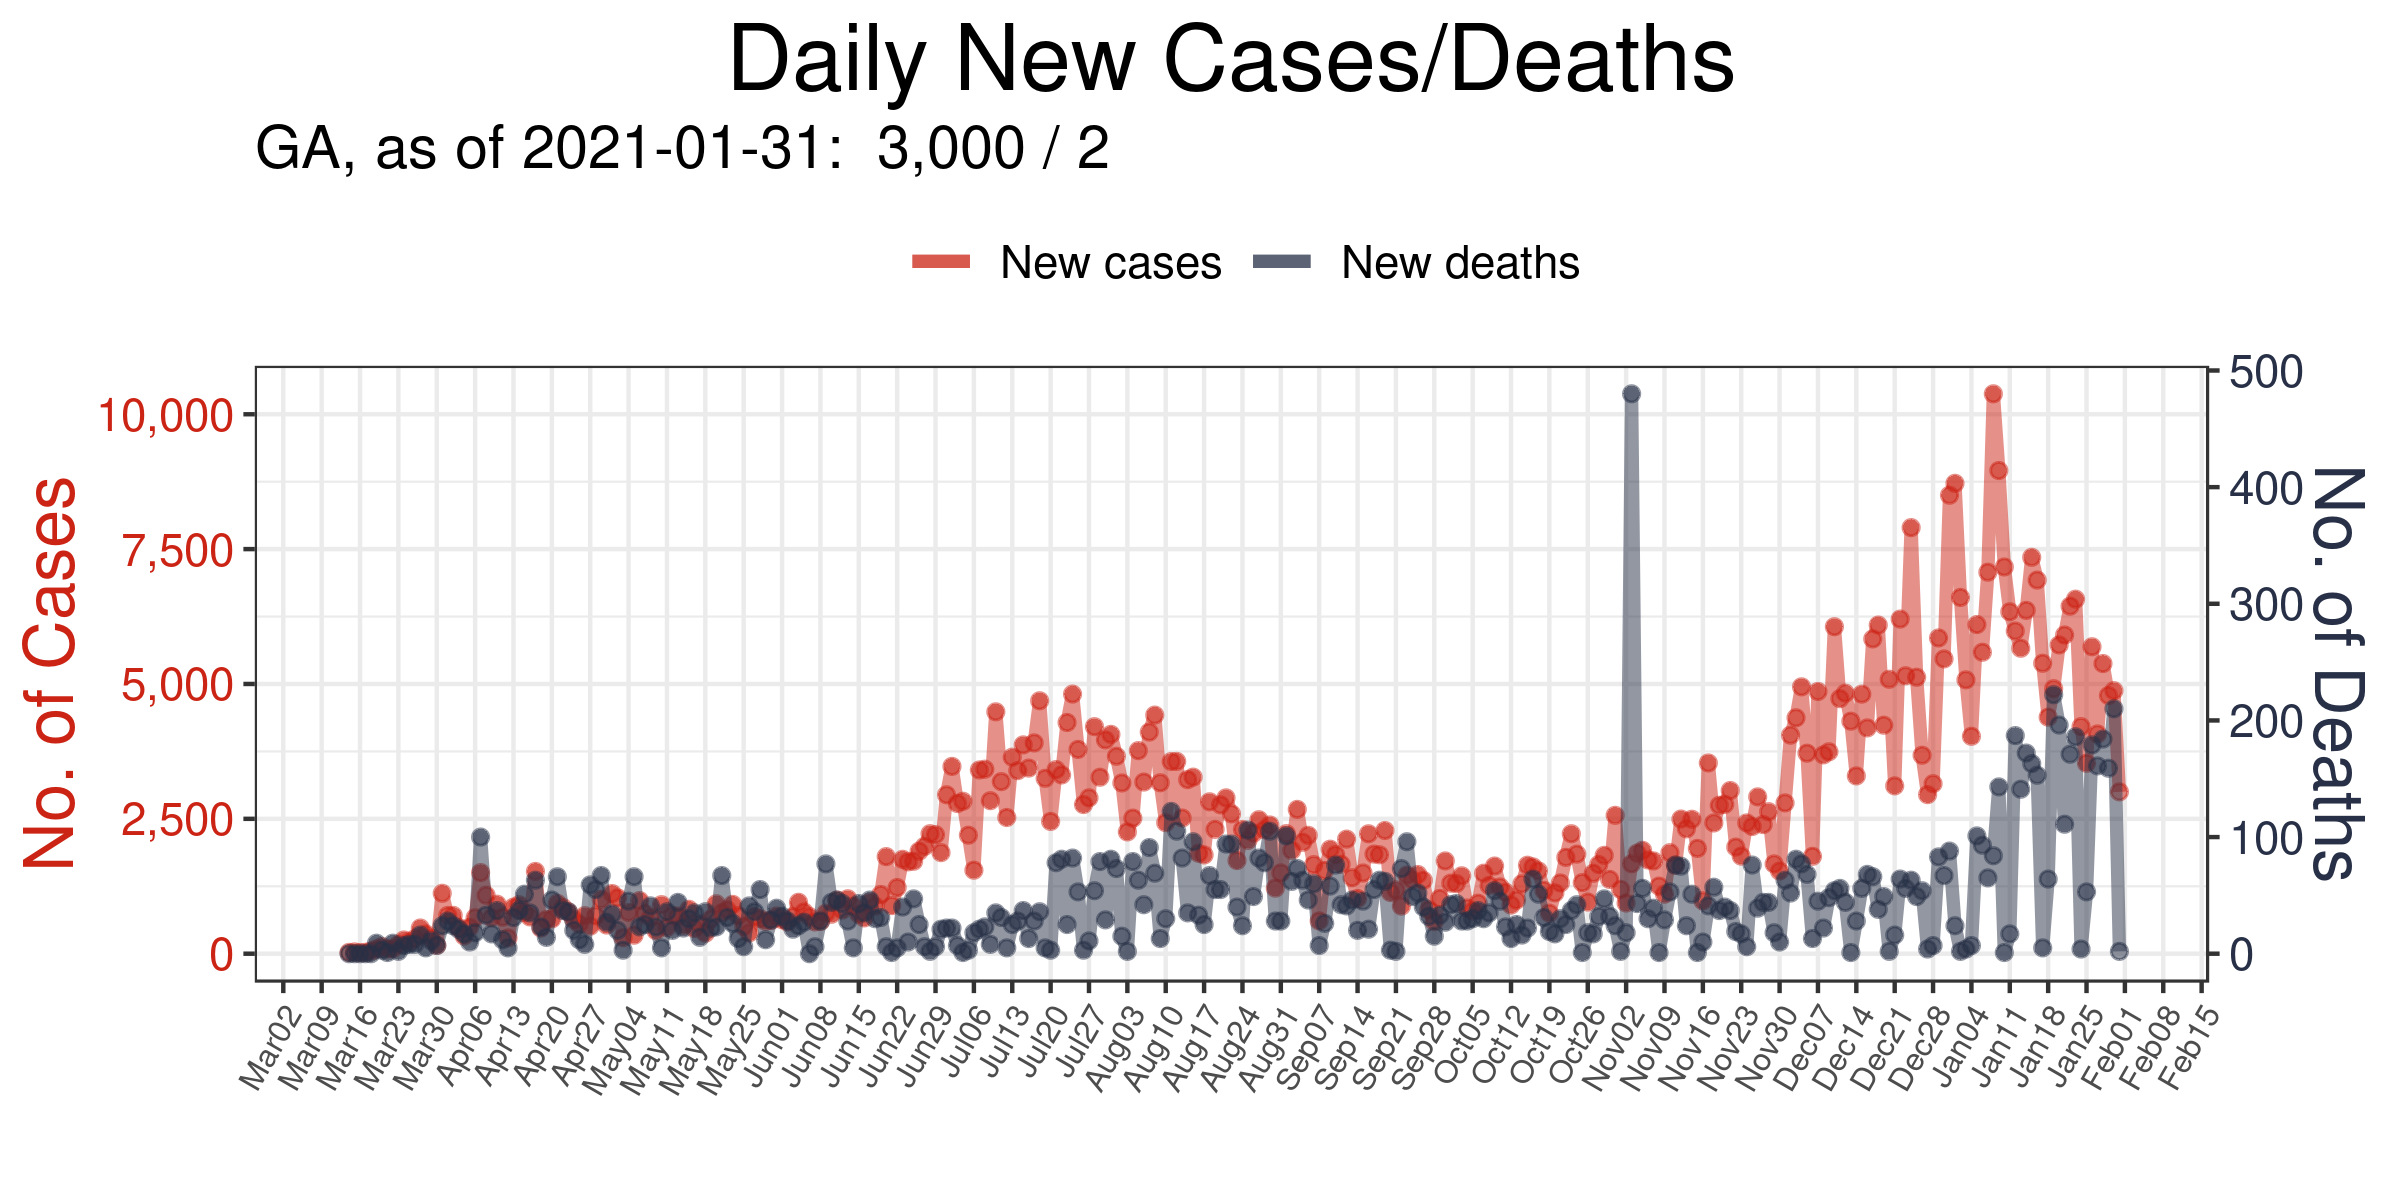 Daily New Cases/Deaths
GA, as of 2021-01-31:  3,000 / 2
New cases
New deaths
No. of Cases
10,000
7,500
5,000
2,500
0
500
400
300
200
100
0
No. of Deaths
Mar02
Mar09
Mar16
Mar23
Mar30
Apr06
Apr13
Apr20
Apr27
May04
May11
May18
May25
Jun01
Jun08
Jun15
Jun22
Jun29
Jul06
Jul13
Jul20
Jul27
Aug03
Aug10
Aug17
Aug24
Aug31
Sep07
Sep14
Sep21
Sep28
Oct05
Oct12
Oct19
Oct26
Nov02
Nov09
Nov16
Nov23
Nov30
Dec07
Dec14
Dec21
Dec28
Dec04
Jan11
Jan18
Jan25
Feb01
Feb08
Feb15